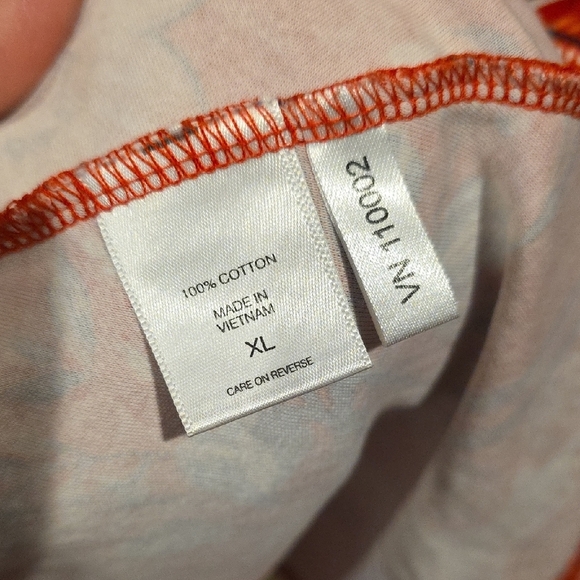 100% COTTON
MADE IN
VIETNAM
XL
CARE ON REVERSE
VN 110002